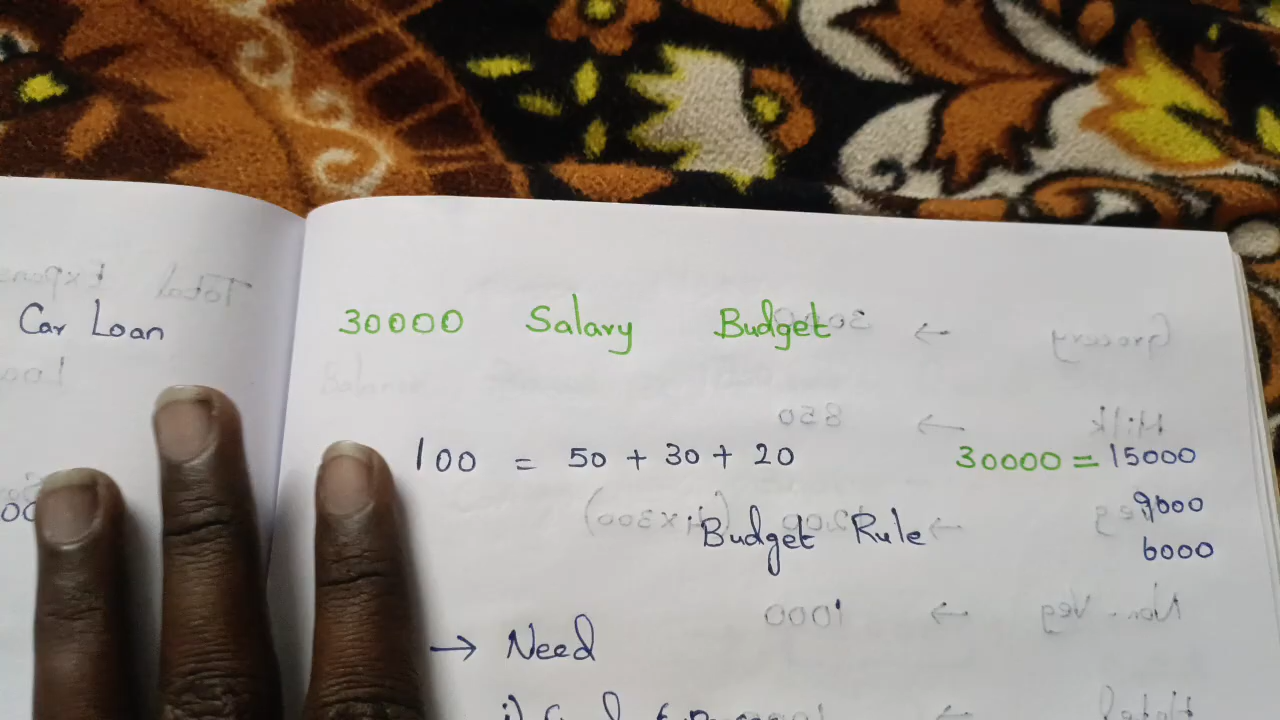 Car Loan
30000 Salary Budget
100 = 50 + 30 + 20 30000 = 15000
9000
6000
Budget Rule
→ Need